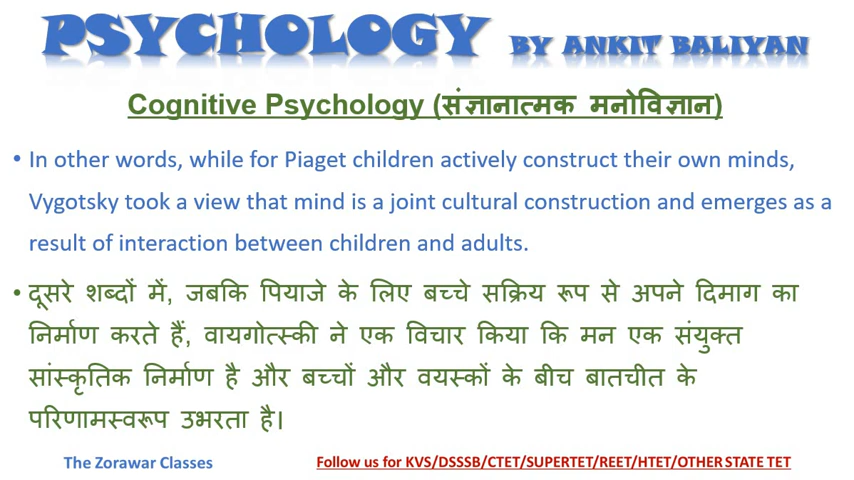 PSYCHOLOGY BY ANKIT BALIYAN
Cognitive Psychology (संज्ञानात्मक मनोविज्ञान)
• In other words, while for Piaget children actively construct their own minds,
Vygotsky took a view that mind is a joint cultural construction and emerges as a
result of interaction between children and adults.
• दूसरे शब्दों में, जबकि पियाजे के लिए बच्चे सक्रिय रूप से अपने दिमाग का
निर्माण करते हैं, वायगोत्स्की ने एक विचार किया कि मन एक संयुक्त
सांस्कृतिक निर्माण है और बच्चों और वयस्कों के बीच बातचीत के
परिणामस्वरूप उभरता है।
The Zorawar Classes Follow us for KVS/DSSSB/CTET/SUPERTET/REET/HTET/OTHER STATE TET